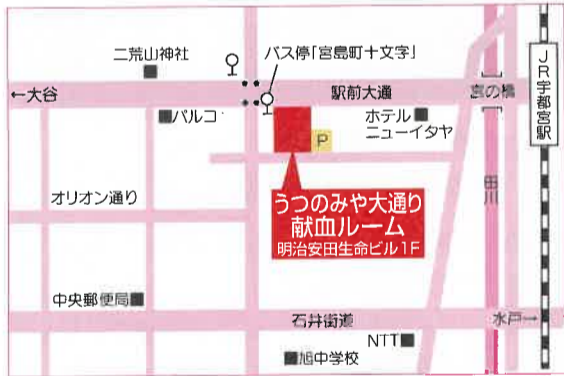 二荒山神社
バス停「宮島町十文字」
JR宇都宮駅
←大谷
駅前大通
宮の橋
パルコ
ホテル
ニューイタヤ
P
田川
オリオン通り
うつのみや大通り
献血ルーム
明治安田生命ビル1F
中央郵便局
石井街道
水戸→
NTT
旭中学校